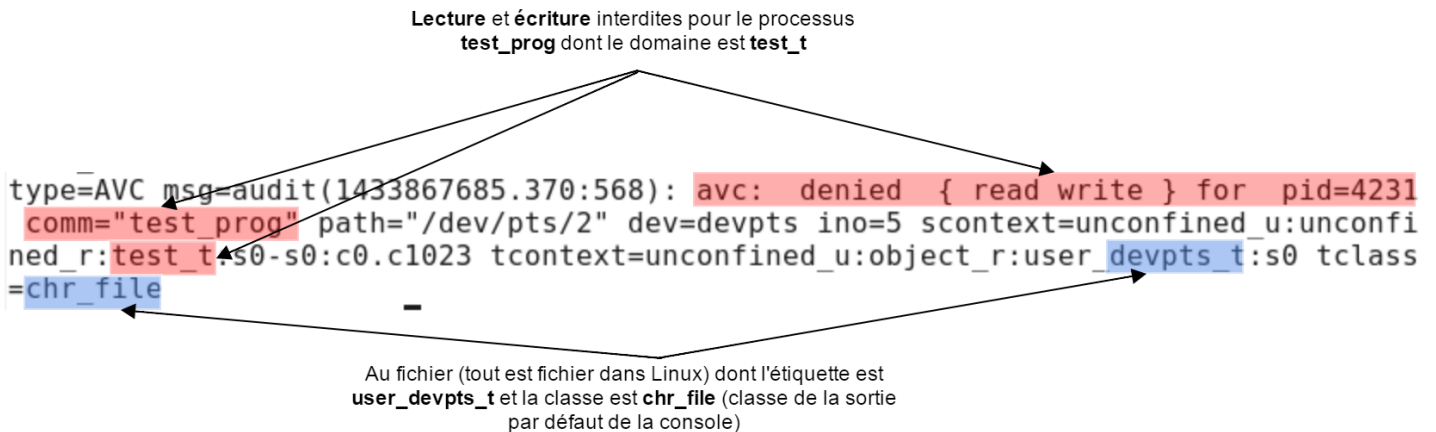 Lecture et écriture interdites pour le processus
test_prog dont le domaine est test_t
type=AVC msg=audit(1433867685.370:568): avc:  denied  { read write } for  pid=4231
comm="test_prog" path="/dev/pts/2" dev=devpts ino=5 scontext=unconfined_u:unconfi
ned_r:test_t:s0-s0:c0.c1023 tcontext=unconfined_u:object_r:user_devpts_t:s0 tclass
=chr_file
Au fichier (tout est fichier dans Linux) dont l'étiquette est
user_devpts_t et la classe est chr_file (classe de la sortie
par défaut de la console)